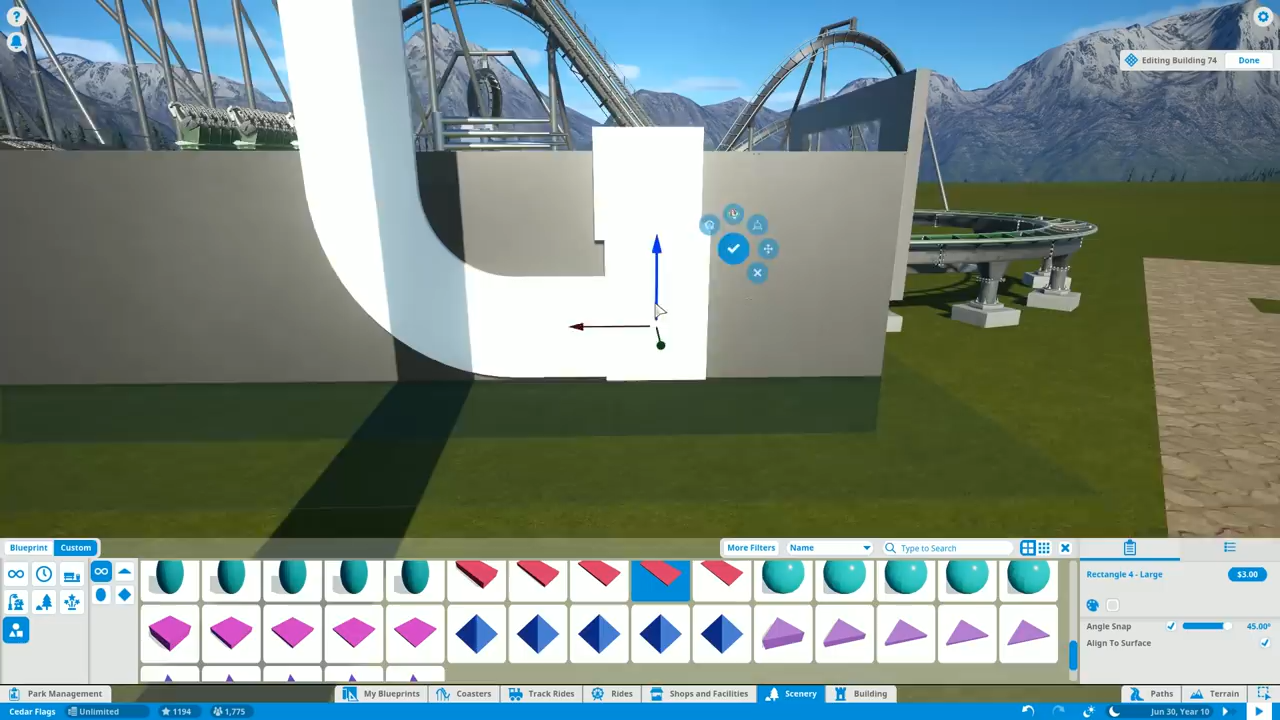 ?
Editing Building 74 Done
Blueprint Custom
More Filters Name Type to Search
Rectangle 4 - Large $3.00
Angle Snap 45.00°
Align To Surface
Park Management My Blueprints Coasters Track Rides Rides Shops and Facilities Scenery Building Paths Terrain
Cedar Flags Unlimited 1194 1,775 Jun 30, Year 10